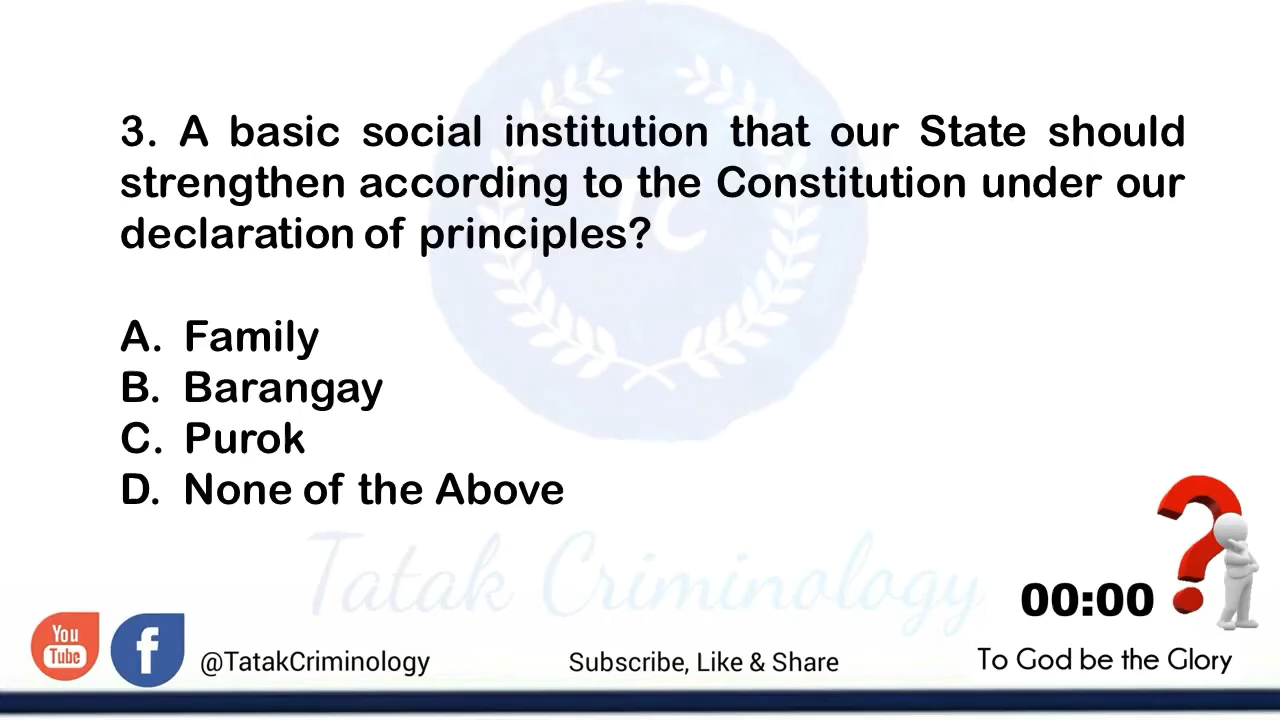 3. A basic social institution that our State should
strengthen according to the Constitution under our
declaration of principles?
A. Family
B. Barangay
C. Purok
D. None of the Above
TC
Tatak Criminology
00:00
You
Tube
f
@TatakCriminology
Subscribe, Like & Share
To God be the Glory